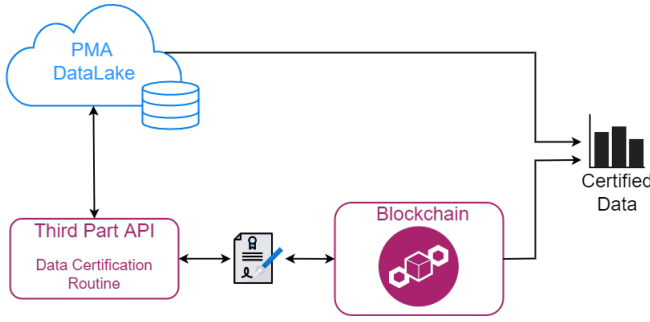 PMA
DataLake
Third Part API
Data Certification
Routine
Blockchain
Certified
Data